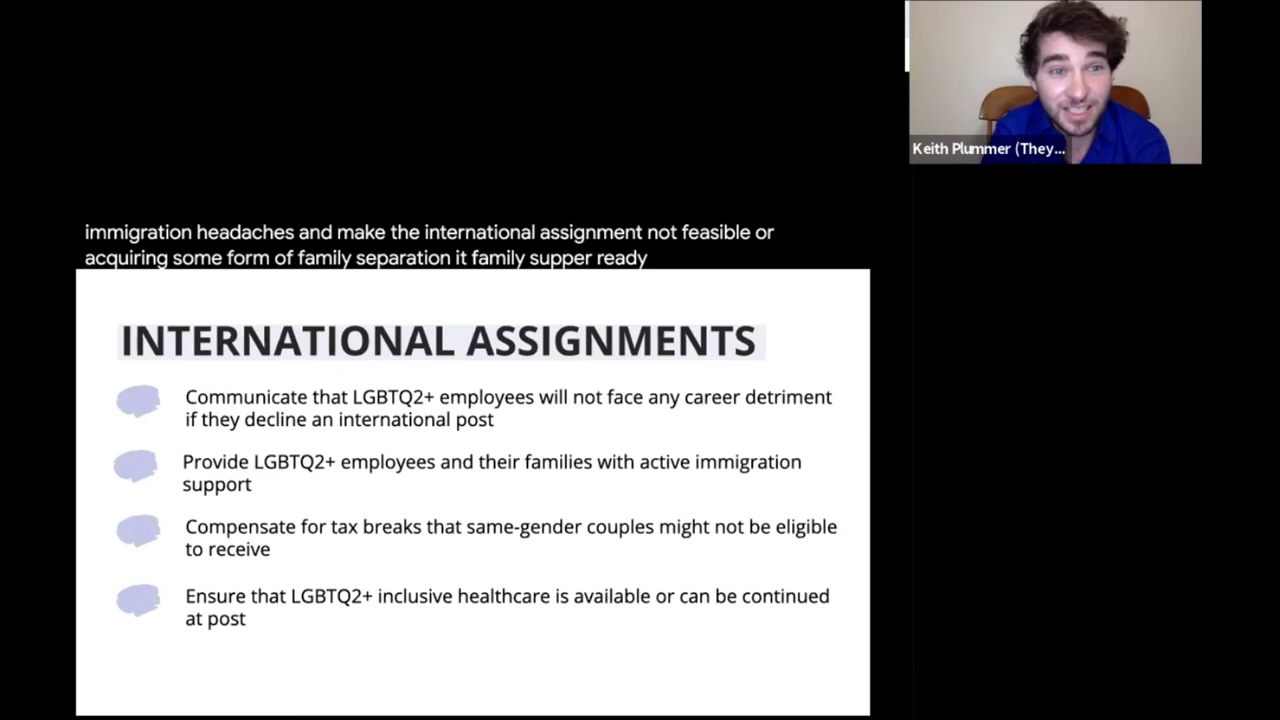 Keith Plummer (They...
immigration headaches and make the international assignment not feasible or
acquiring some form of family separation it family supper ready
INTERNATIONAL ASSIGNMENTS
Communicate that LGBTQ2+ employees will not face any career detriment
if they decline an international post
Provide LGBTQ2+ employees and their families with active immigration
support
Compensate for tax breaks that same-gender couples might not be eligible
to receive
Ensure that LGBTQ2+ inclusive healthcare is available or can be continued
at post